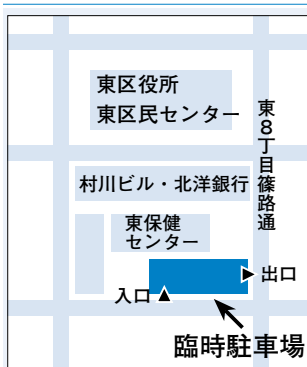 東区役所
東区民センター
東8丁目篠路通
村川ビル・北洋銀行
東保健
センター
▶出口
入口▲
臨時駐車場